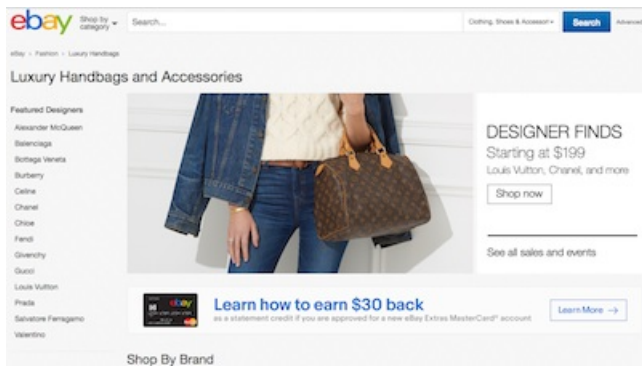 ebay
Shop by
category
Search...
Clothing, Shoes & Accessori
Search
Advanced
eBay > Fashion > Luxury Handbags
Luxury Handbags and Accessories
Featured Designers
Alexander McQueen
Balenciaga
Bottega Veneta
Burberry
Celine
Chanel
Chloe
Fendi
Givenchy
Gucci
Louis Vuitton
Prada
Salvatore Ferragamo
Valentino
DESIGNER FINDS
Starting at $199
Louis Vuitton, Chanel, and more
Shop now
See all sales and events
ebay
Learn how to earn $30 back
as a statement credit if you are approved for a new eBay Extras MasterCard® account
Learn More →
Shop By Brand